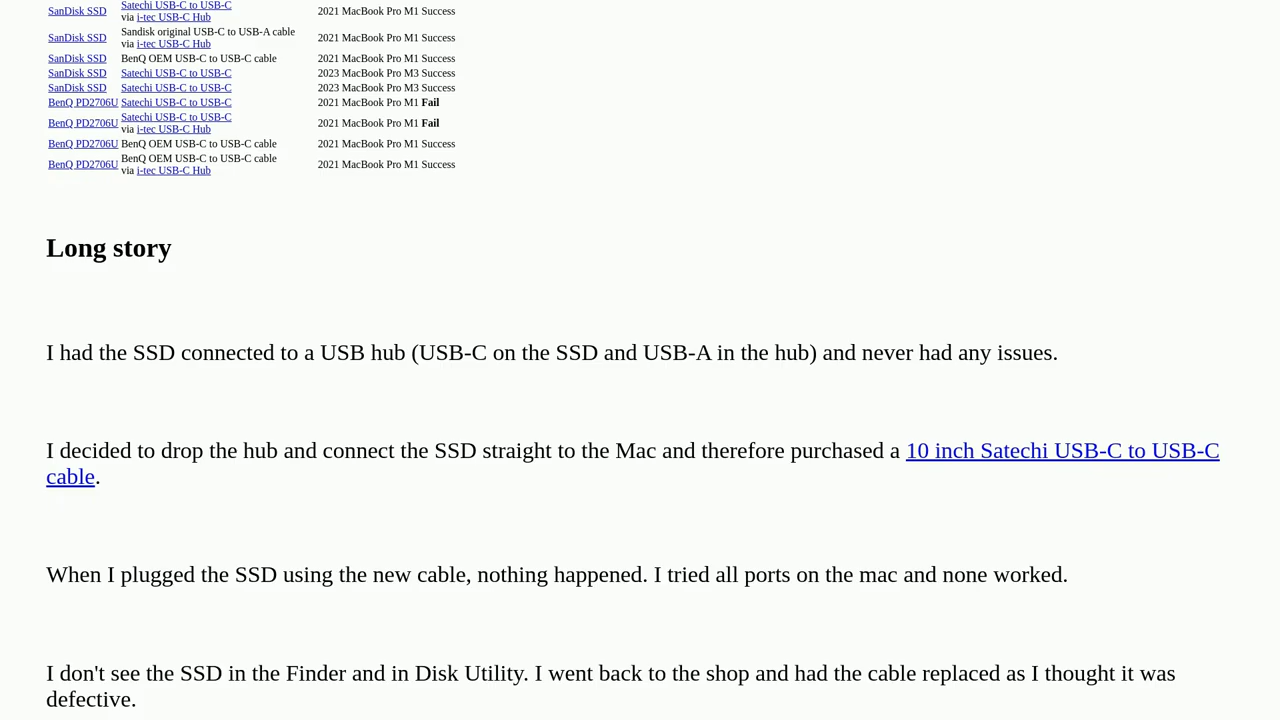 SanDisk SSD Satechi USB-C to USB-C
via i-tec USB-C Hub 2021 MacBook Pro M1 Success
SanDisk SSD Sandisk original USB-C to USB-A cable
via i-tec USB-C Hub 2021 MacBook Pro M1 Success
SanDisk SSD BenQ OEM USB-C to USB-C cable 2021 MacBook Pro M1 Success
SanDisk SSD Satechi USB-C to USB-C 2023 MacBook Pro M3 Success
SanDisk SSD Satechi USB-C to USB-C 2023 MacBook Pro M3 Success
BenQ PD2706U Satechi USB-C to USB-C 2021 MacBook Pro M1 Fail
BenQ PD2706U Satechi USB-C to USB-C
via i-tec USB-C Hub 2021 MacBook Pro M1 Fail
BenQ PD2706U BenQ OEM USB-C to USB-C cable 2021 MacBook Pro M1 Success
BenQ PD2706U BenQ OEM USB-C to USB-C cable
via i-tec USB-C Hub 2021 MacBook Pro M1 Success
Long story
I had the SSD connected to a USB hub (USB-C on the SSD and USB-A in the hub) and never had any issues.
I decided to drop the hub and connect the SSD straight to the Mac and therefore purchased a 10 inch Satechi USB-C to USB-C
cable.
When I plugged the SSD using the new cable, nothing happened. I tried all ports on the mac and none worked.
I don't see the SSD in the Finder and in Disk Utility. I went back to the shop and had the cable replaced as I thought it was
defective.